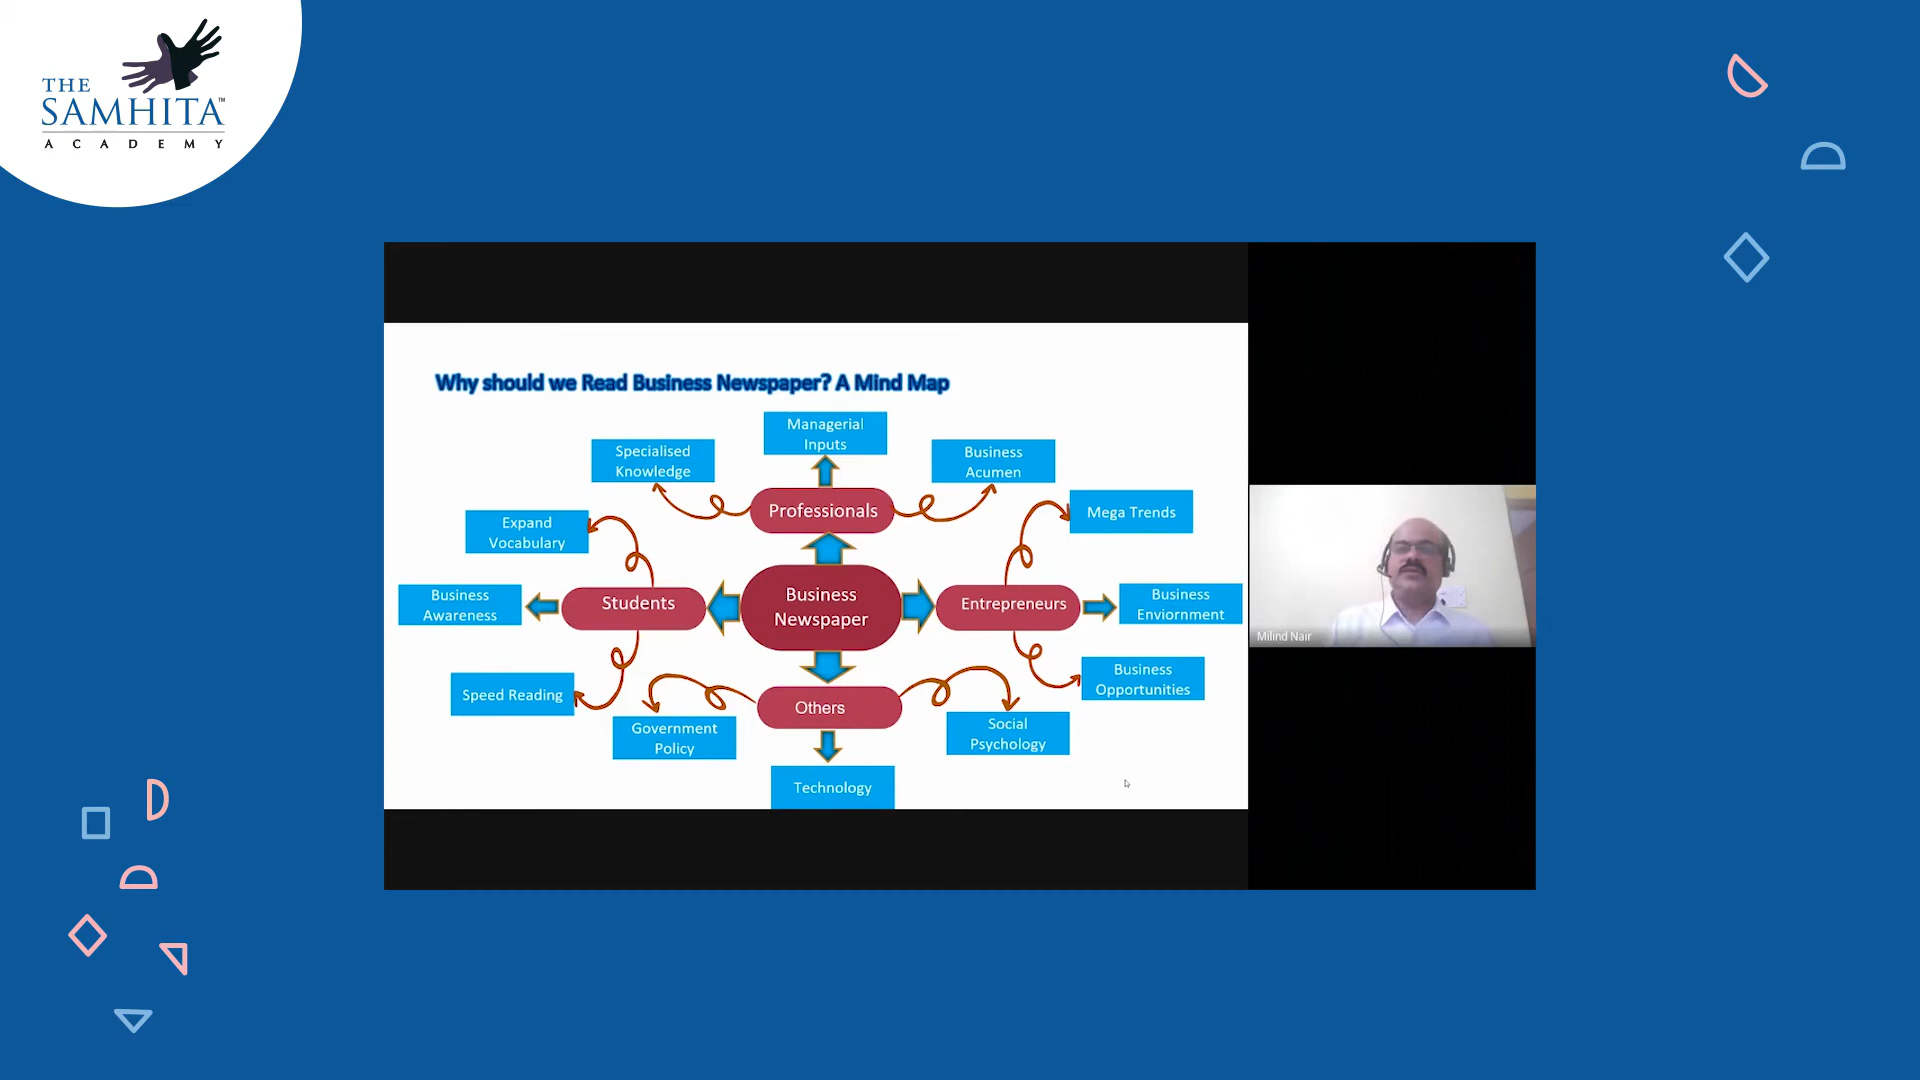 THE
SAMHITA™
ACADEMY
Why should we Read Business Newspaper? A Mind Map
Managerial
Inputs
Specialised
Knowledge
Business
Acumen
Professionals
Mega Trends
Expand
Vocabulary
Business
Awareness
Students
Business
Newspaper
Entrepreneurs
Business
Enviornment
Speed Reading
Business
Opportunities
Others
Government
Policy
Social
Psychology
Technology
Milind Nair